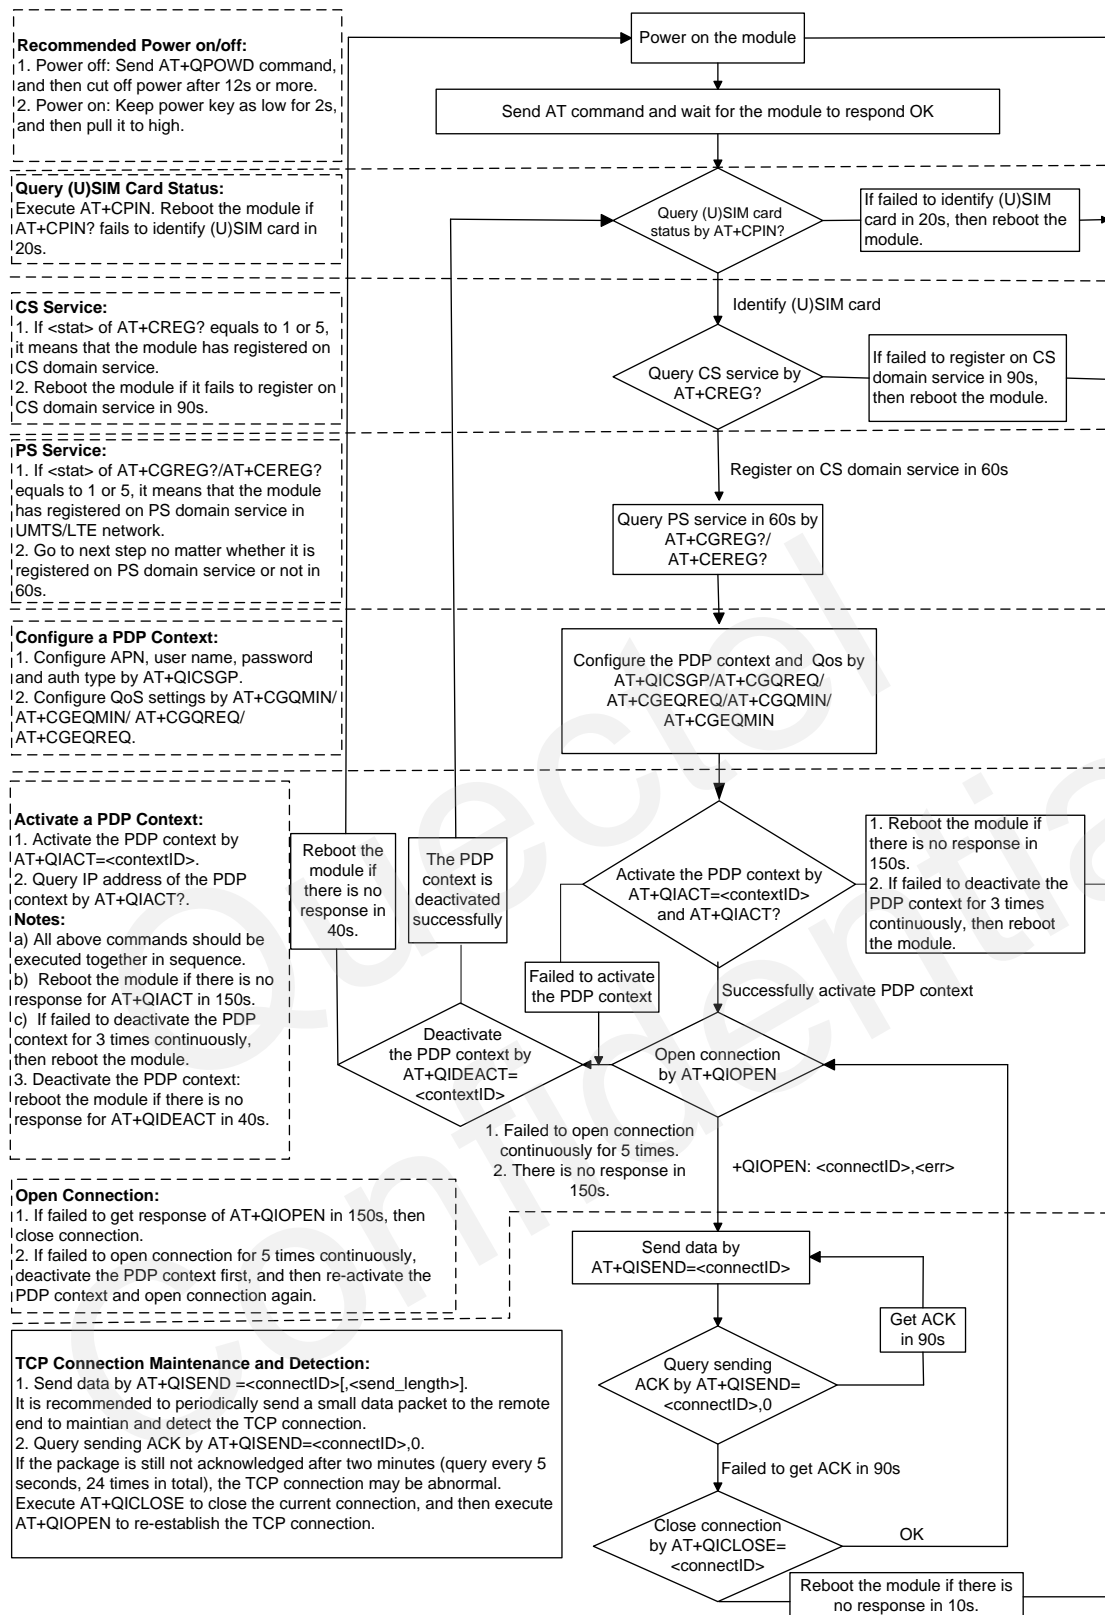 Recommended Power on/off:
1. Power off: Send AT+QPOWD command,
and then cut off power after 12s or more.
2. Power on: Keep power key as low for 2s,
and then pull it to high.
Power on the module
Send AT command and wait for the module to respond OK
Query (U)SIM Card Status:
Execute AT+CPIN. Reboot the module if
AT+CPIN? fails to identify (U)SIM card in
20s.
Query (U)SIM card
status by AT+CPIN?
If failed to identify (U)SIM
card in 20s, then reboot the
module.
Identify (U)SIM card
CS Service:
1. If <stat> of AT+CREG? equals to 1 or 5,
it means that the module has registered on
CS domain service.
2. Reboot the module if it fails to register on
CS domain service in 90s.
Query CS service by
AT+CREG?
If failed to register on CS
domain service in 90s,
then reboot the module.
Register on CS domain service in 60s
PS Service:
1. If <stat> of AT+CGREG?/AT+CEREG?
equals to 1 or 5, it means that the module
has registered on PS domain service in
UMTS/LTE network.
2. Go to next step no matter whether it is
registered on PS domain service or not in
60s.
Query PS service in 60s by
AT+CGREG?/
AT+CEREG?
Configure a PDP Context:
1. Configure APN, user name, password
and auth type by AT+QICSGP.
2. Configure QoS settings by AT+CGQMIN/
AT+CGEQMIN/ AT+CGQREQ/
AT+CGEQREQ.
Configure the PDP context and Qos by
AT+QICSGP/AT+CGQREQ/
AT+CGEQREQ/AT+CGQMIN/
AT+CGEQMIN
Activate a PDP Context:
1. Activate the PDP context by
AT+QIACT=<contextID>.
2. Query IP address of the PDP
context by AT+QIACT?.
Notes:
a) All above commands should be
executed together in sequence.
b) Reboot the module if there is no
response for AT+QIACT in 150s.
c) If failed to deactivate the PDP
context for 3 times continuously,
then reboot the module.
3. Deactivate the PDP context:
reboot the module if there is no
response for AT+QIDEACT in 40s.
Reboot the
module if
there is no
response in
40s.
The PDP
context is
deactivated
successfully
Activate the PDP context by
AT+QIACT=<contextID>
and AT+QIACT?
1. Reboot the module if
there is no response in
150s.
2. If failed to deactivate the
PDP context for 3 times
continuously, then reboot
the module.
Failed to activate
the PDP context
Successfully activate PDP context
Deactivate
the PDP context by
AT+QIDEACT=
<contextID>
Open connection
by AT+QIOPEN
1. Failed to open connection
continuously for 5 times.
2. There is no response in
150s.
+QIOPEN: <connectID>,<err>
Open Connection:
1. If failed to get response of AT+QIOPEN in 150s, then
close connection.
2. If failed to open connection for 5 times continuously,
deactivate the PDP context first, and then re-activate the
PDP context and open connection again.
Send data by
AT+QISEND=<connectID>
Get ACK
in 90s
TCP Connection Maintenance and Detection:
1. Send data by AT+QISEND =<connectID>[,<send_length>].
It is recommended to periodically send a small data packet to the remote
end to maintian and detect the TCP connection.
2. Query sending ACK by AT+QISEND=<connectID>,0.
If the package is still not acknowledged after two minutes (query every 5
seconds, 24 times in total), the TCP connection may be abnormal.
Execute AT+QICLOSE to close the current connection, and then execute
AT+QIOPEN to re-establish the TCP connection.
Query sending
ACK by AT+QISEND=
<connectID>,0
Failed to get ACK in 90s
Close connection
by AT+QICLOSE=
<connectID>
OK
Reboot the module if there is
no response in 10s.
Quectel
Confidential